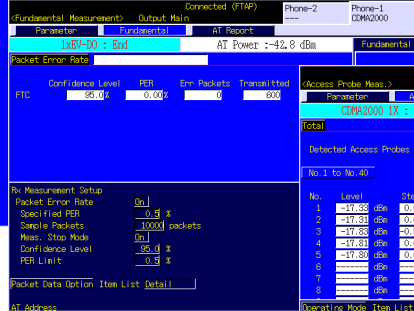 Connected (FTAP)
<Fundamental Measurement> Output Main
Phone-2
---
Phone-1
CDMA2000
Parameter Fundamental AT Report
1xEV-DO : End AT Power :-42.8 dBm
Fundamental
Packet Error Rate
Confidence Level PER Err Packets Transmitted
FTC 95.0% 0.00% 0 600
Rx Measurement Setup
Packet Error Rate On
Specified PER 0.5 %
Sample Packets 10000 packets
Meas. Stop Mode On
Confidence Level 95.0 %
PER Limit 0.5 %
Packet Data Option Item List Detail
AT Address
<Access Probe Meas.>
Parameter
CDMA2000 1X :
Total
Detected Access Probes
No.1 to No.40
No. Level
1 -17.33 dBm 0.
2 -17.31 dBm 0.
3 -17.83 dBm -0.
4 -17.81 dBm 0.
5 -17.80 dBm 0.
6 ------ dBm
7 ------ dBm
8 ------ dBm
Operating Mode Item List